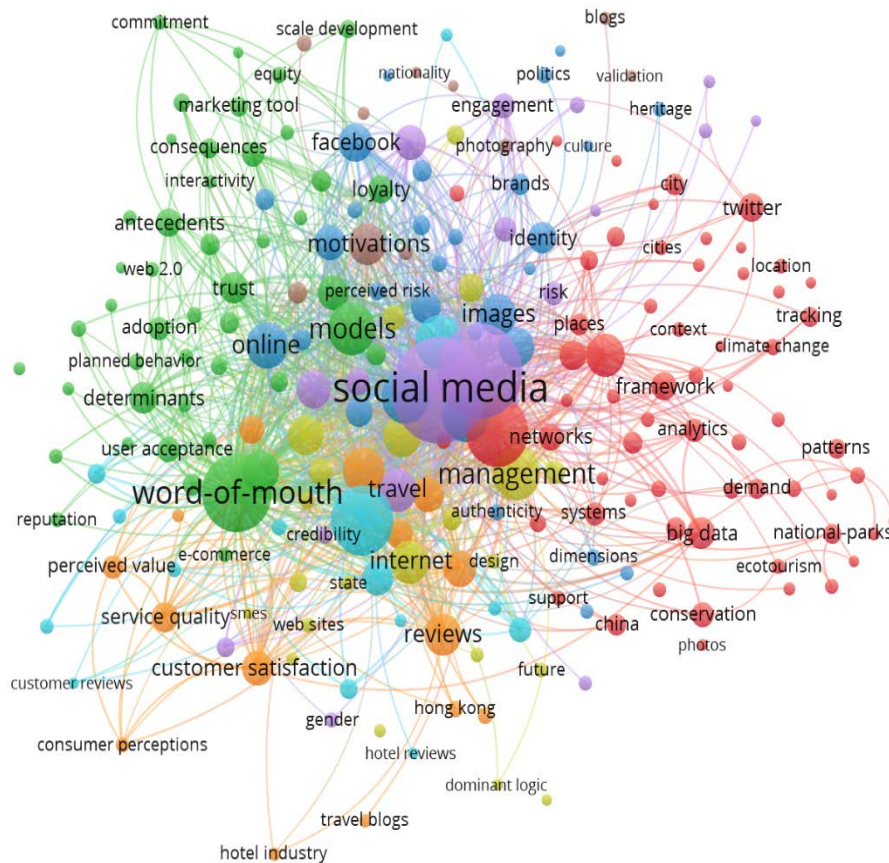 blogs
commitment
scale development
equity
nationality
politics
validation
marketing tool
engagement
heritage
facebook
consequences
photography
culture
interactivity
loyalty
brands
city
twitter
antecedents
motivations
identity
cities
web 2.0
location
trust
perceived risk
risk
images
places
tracking
adoption
models
context
online
climate change
planned behavior
social media
framework
determinants
networks
analytics
user acceptance
patterns
management
word-of-mouth
travel
demand
reputation
credibility
authenticity
systems
big data
national-parks
e-commerce
internet
design
dimensions
perceived value
state
ecotourism
support
service quality
smes
web sites
china
conservation
reviews
photos
customer satisfaction
future
customer reviews
hong kong
gender
consumer perceptions
hotel reviews
dominant logic
travel blogs
hotel industry